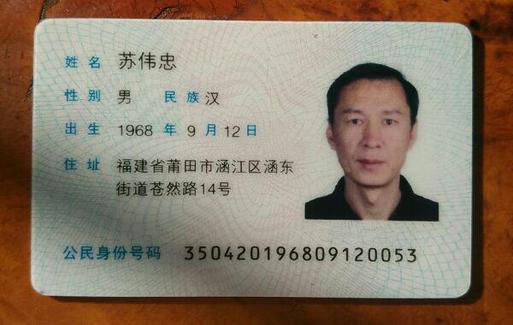 姓名 苏伟忠
性别 男 民族 汉
出生 1968 年 9 月 12 日
住址 福建省莆田市涵江区涵东
街道苍然路14号
公民身份号码 350420196809120053